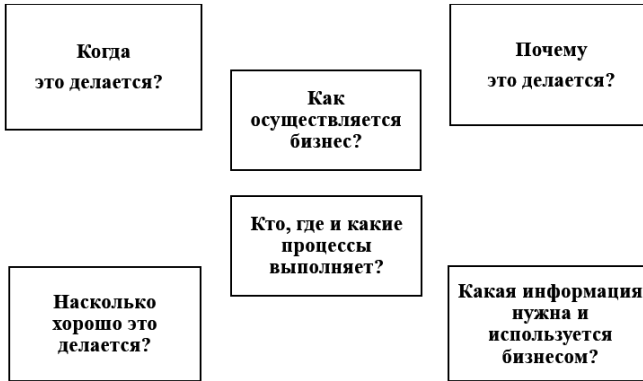 Когда
это делается?
Почему
это делается?
Как
осуществляется
бизнес?
Кто, где и какие
процессы
выполняет?
Насколько
хорошо это
делается?
Какая информация
нужна и
используется
бизнесом?